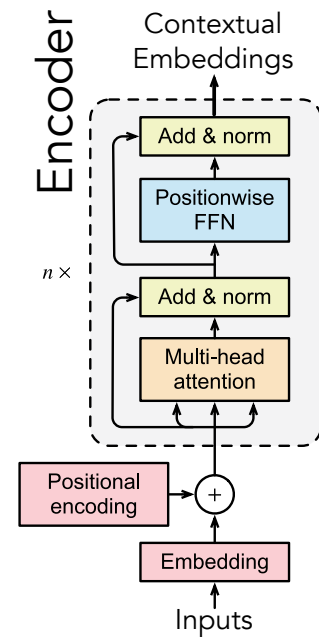 Contextual
Embeddings
Encoder
Add & norm
Positionwise
FFN
n ×
Add & norm
Multi-head
attention
Positional
encoding
+
Embedding
Inputs